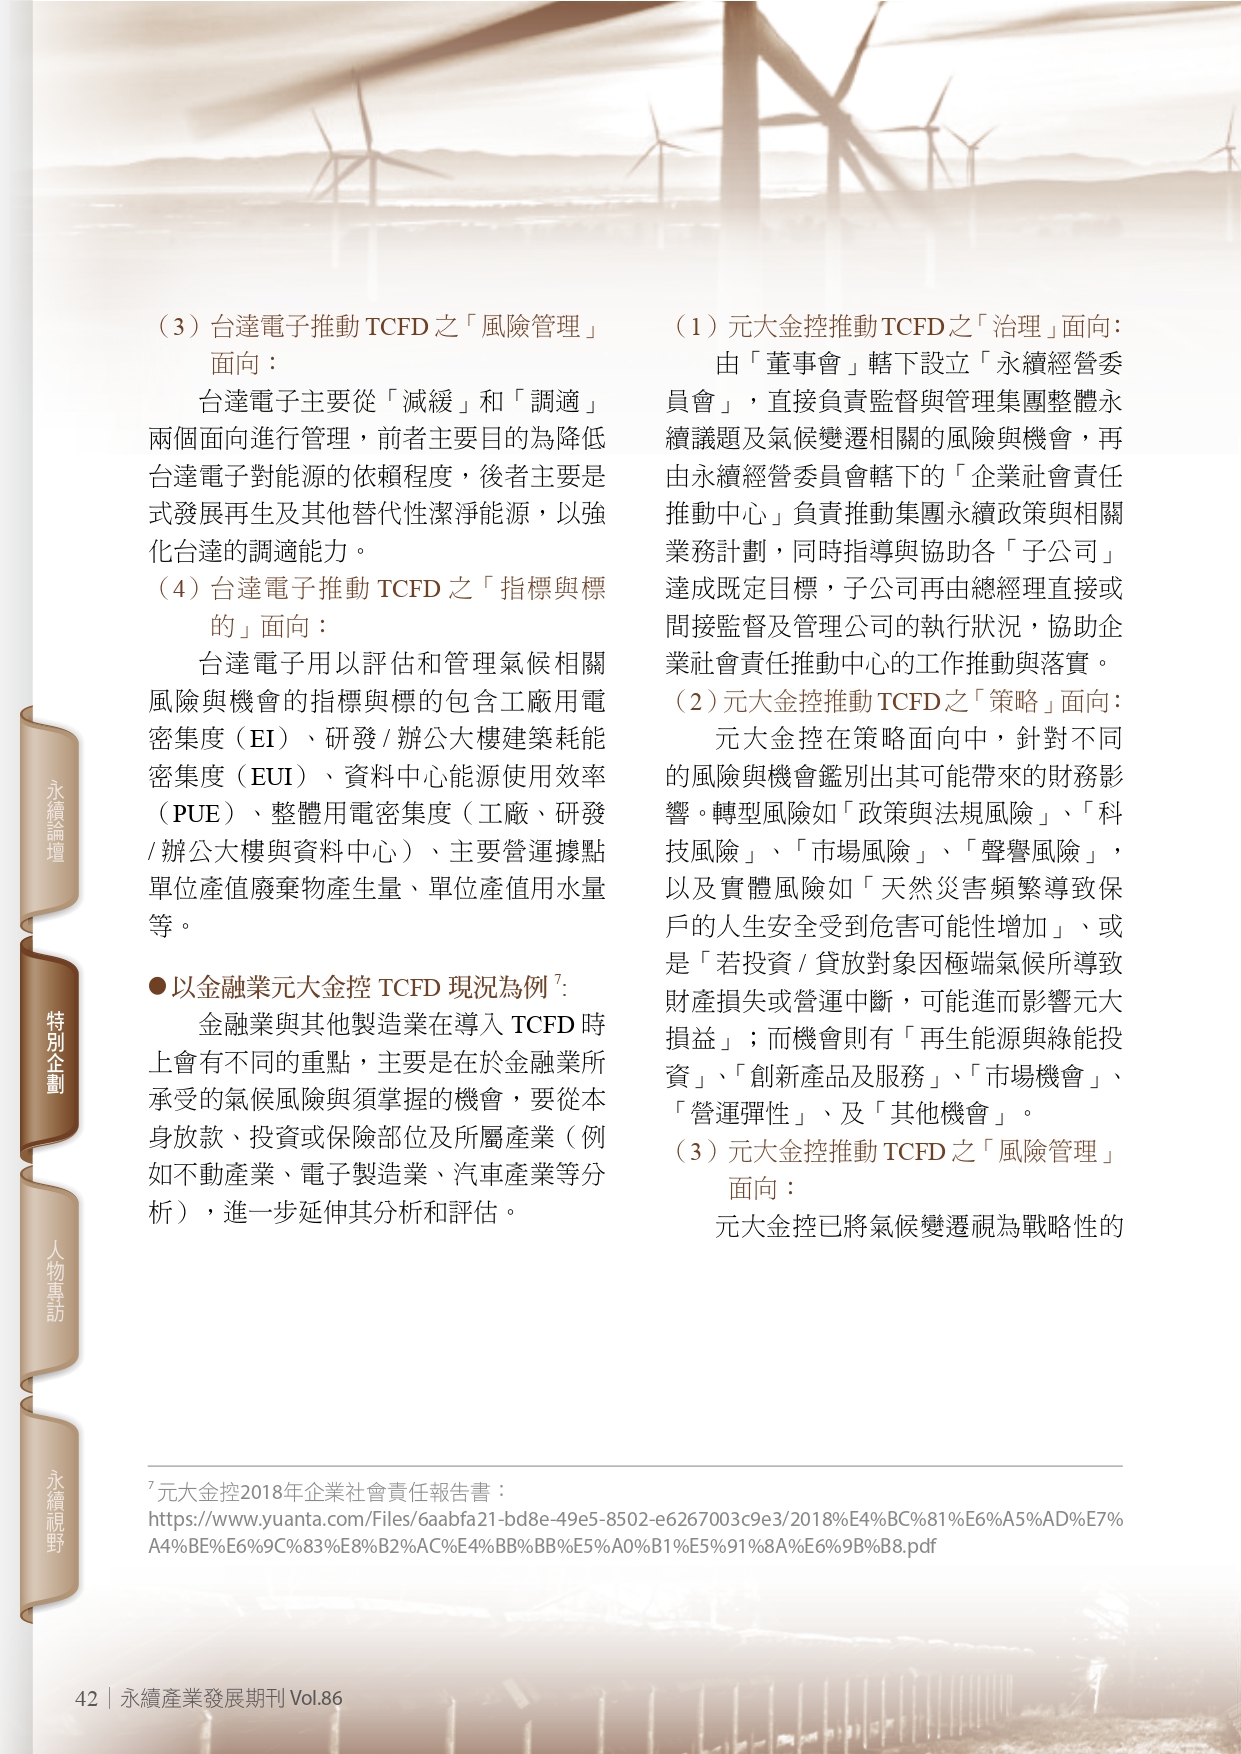 （3）台達電子推動 TCFD 之「風險管理」
面向：
台達電子主要從「減緩」和「調適」
兩個面向進行管理，前者主要目的為降低
台達電子對能源的依賴程度，後者主要是
式發展再生及其他替代性潔淨能源，以強
化台達的調適能力。
（4）台達電子推動 TCFD 之「指標與標
的」面向：
台達電子用以評估和管理氣候相關
風險與機會的指標與標的包含工廠用電
密集度（EI）、研發 / 辦公大樓建築耗能
密集度（EUI）、資料中心能源使用效率
（PUE）、整體用電密集度（工廠、研發
/ 辦公大樓與資料中心）、主要營運據點
單位產值廢棄物產生量、單位產值用水量
等。
●以金融業元大金控 TCFD 現況為例 7:
金融業與其他製造業在導入 TCFD 時
上會有不同的重點，主要是在於金融業所
承受的氣候風險與須掌握的機會，要從本
身放款、投資或保險部位及所屬產業（例
如不動產業、電子製造業、汽車產業等分
析），進一步延伸其分析和評估。
（1）元大金控推動 TCFD 之「治理」面向：
由「董事會」轄下設立「永續經營委
員會」，直接負責監督與管理集團整體永
續議題及氣候變遷相關的風險與機會，再
由永續經營委員會轄下的「企業社會責任
推動中心」負責推動集團永續政策與相關
業務計劃，同時指導與協助各「子公司」
達成既定目標，子公司再由總經理直接或
間接監督及管理公司的執行狀況，協助企
業社會責任推動中心的工作推動與落實。
（2）元大金控推動 TCFD 之「策略」面向：
元大金控在策略面向中，針對不同
的風險與機會鑑別出其可能帶來的財務影
響。轉型風險如「政策與法規風險」、「科
技風險」、「市場風險」、「聲譽風險」，
以及實體風險如「天然災害頻繁導致保
戶的人生安全受到危害可能性增加」、或
是「若投資 / 貸放對象因極端氣候所導致
財產損失或營運中斷，可能進而影響元大
損益」；而機會則有「再生能源與綠能投
資」、「創新產品及服務」、「市場機會」、
「營運彈性」、及「其他機會」。
（3）元大金控推動 TCFD 之「風險管理」
面向：
元大金控已將氣候變遷視為戰略性的
永續論壇
特別企劃
人物專訪
永續視野
7 元大金控2018年企業社會責任報告書：
https://www.yuanta.com/Files/6aabfa21-bd8e-49e5-8502-e6267003c9e3/2018%E4%BC%81%E6%A5%AD%E7%
A4%BE%E6%9C%83%E8%B2%AC%E4%BB%BB%E5%A0%B1%E5%91%8A%E6%9B%B8.pdf
42 | 永續產業發展期刊 Vol.86